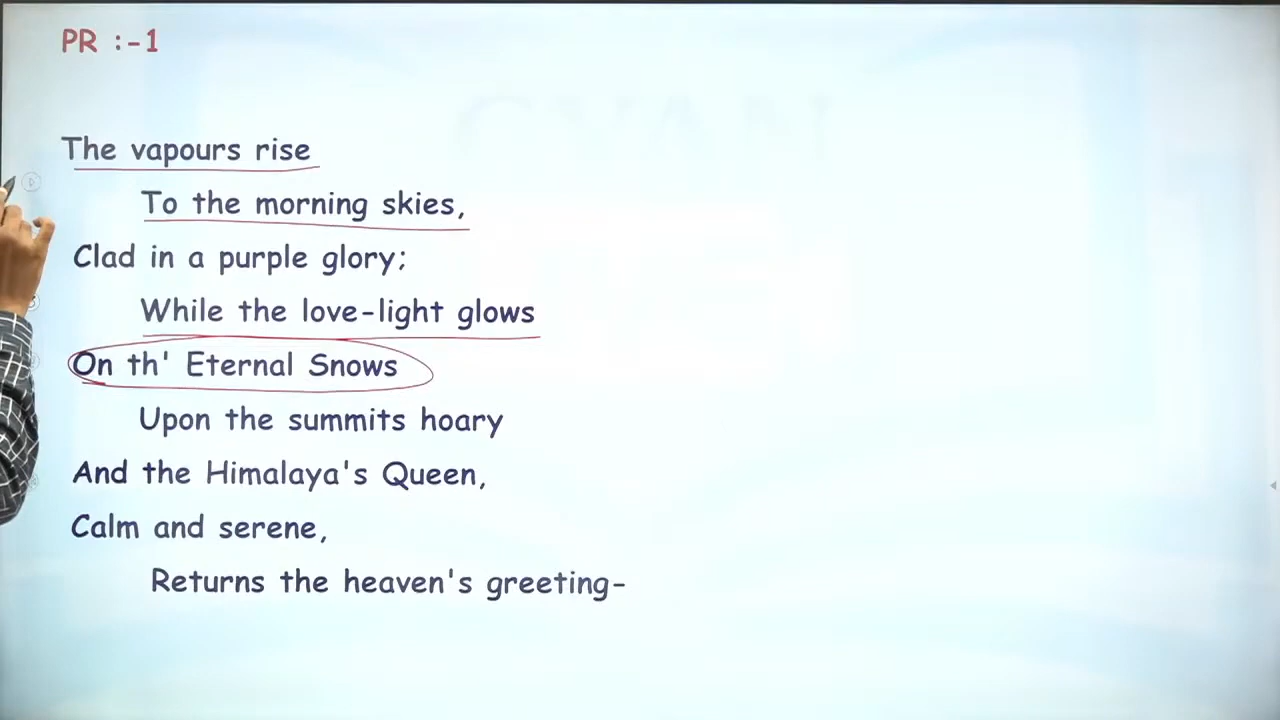 PR :-1
The vapours rise
To the morning skies,
Clad in a purple glory;
While the love-light glows
On th' Eternal Snows
Upon the summits hoary
And the Himalaya's Queen,
Calm and serene,
Returns the heaven's greeting-